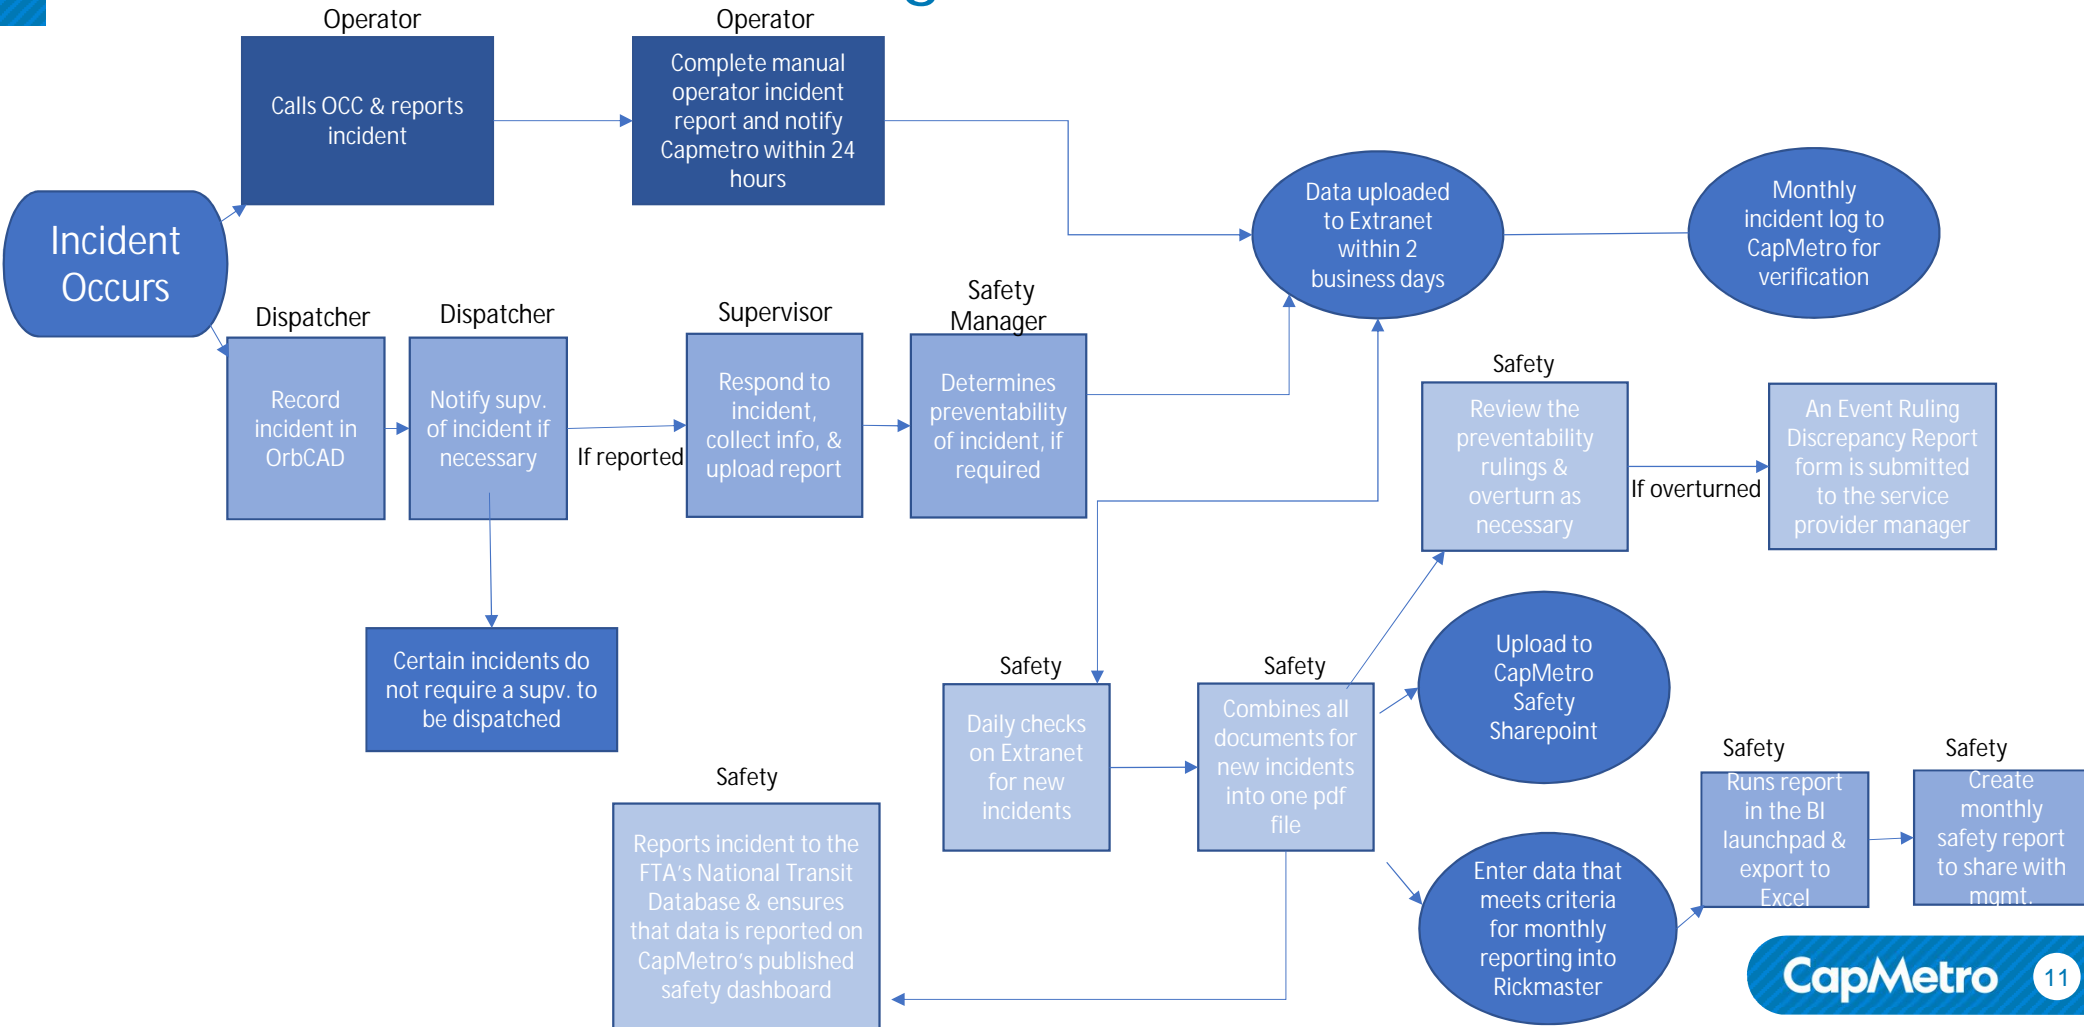 Operator
Calls OCC & reports
incident
Operator
Complete manual
operator incident
report and notify
Capmetro within 24
hours
Incident
Occurs
Data uploaded
to Extranet
within 2
business days
Monthly
incident log to
CapMetro for
verification
Dispatcher
Record
incident in
OrbCAD
Dispatcher
Notify supv.
of incident if
necessary
If reported
Supervisor
Respond to
incident,
collect info, &
upload report
Safety
Manager
Determines
preventability
of incident, if
required
Safety
Review the
preventability
rulings &
overturn as
necessary
If overturned
An Event Ruling
Discrepancy Report
form is submitted
to the service
provider manager
Certain incidents do
not require a supv. to
be dispatched
Safety
Daily checks
on Extranet
for new
incidents
Safety
Combines all
documents for
new incidents
into one pdf
file
Upload to
CapMetro
Safety
Sharepoint
Safety
Reports incident to the
FTA's National Transit
Database & ensures
that data is reported on
CapMetro's published
safety dashboard
Enter data that
meets criteria
for monthly
reporting into
Rickmaster
Safety
Runs report
in the BI
launchpad &
export to
Excel
Safety
Create
monthly
safety report
to share with
mgmt.
CapMetro
11